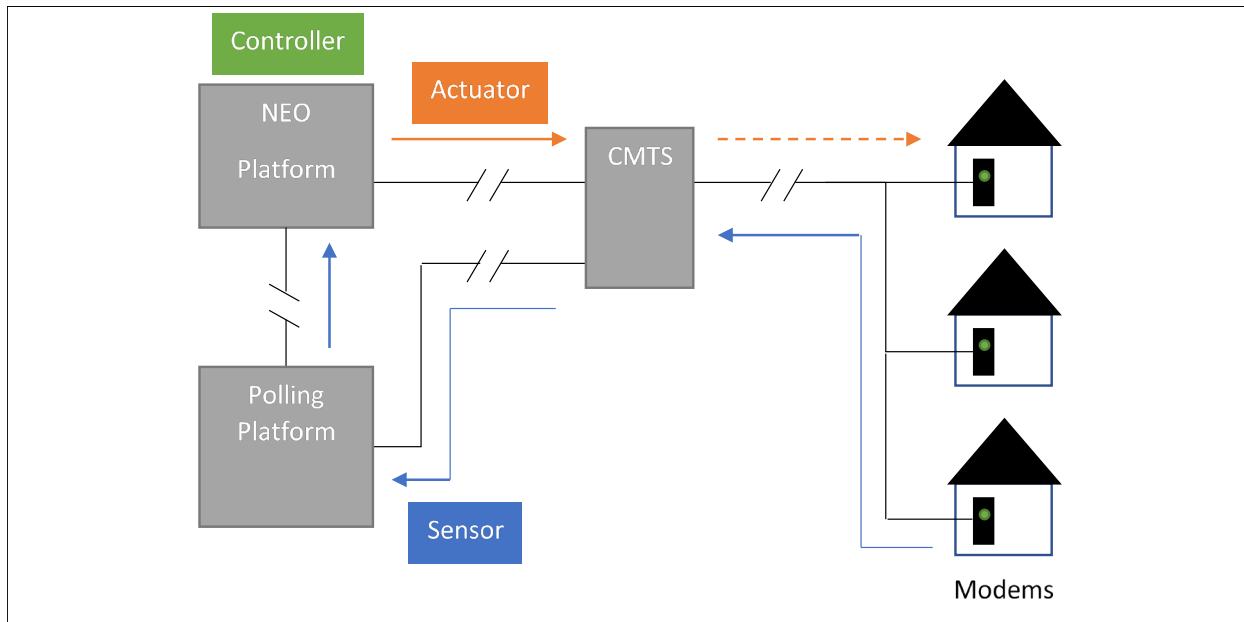 Controller
NEO
Platform
Actuator
CMTS
Polling
Platform
Sensor
Modems